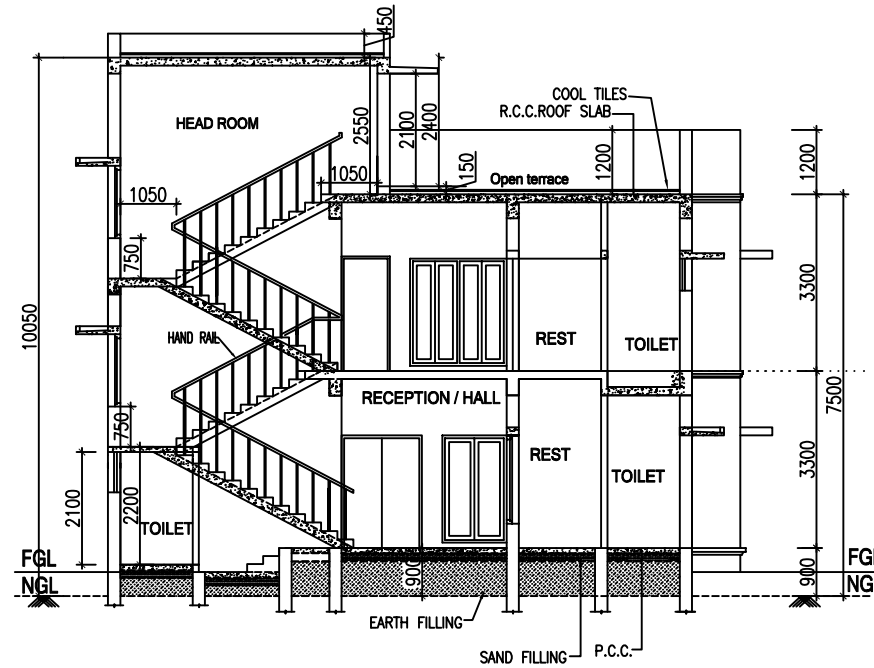 450
COOL TILES
R.C.C.ROOF SLAB
HEAD ROOM
2550
2100
2400
1200
1200
1050
150
Open terrace
1050
750
3300
10050
HAND RAIL
REST
TOILET
RECEPTION / HALL
7500
750
REST
TOILET
3300
2100
2200
TOILET
FGL
900
FGL
900
NGL
NG
EARTH FILLING
SAND FILLING
P.C.C.